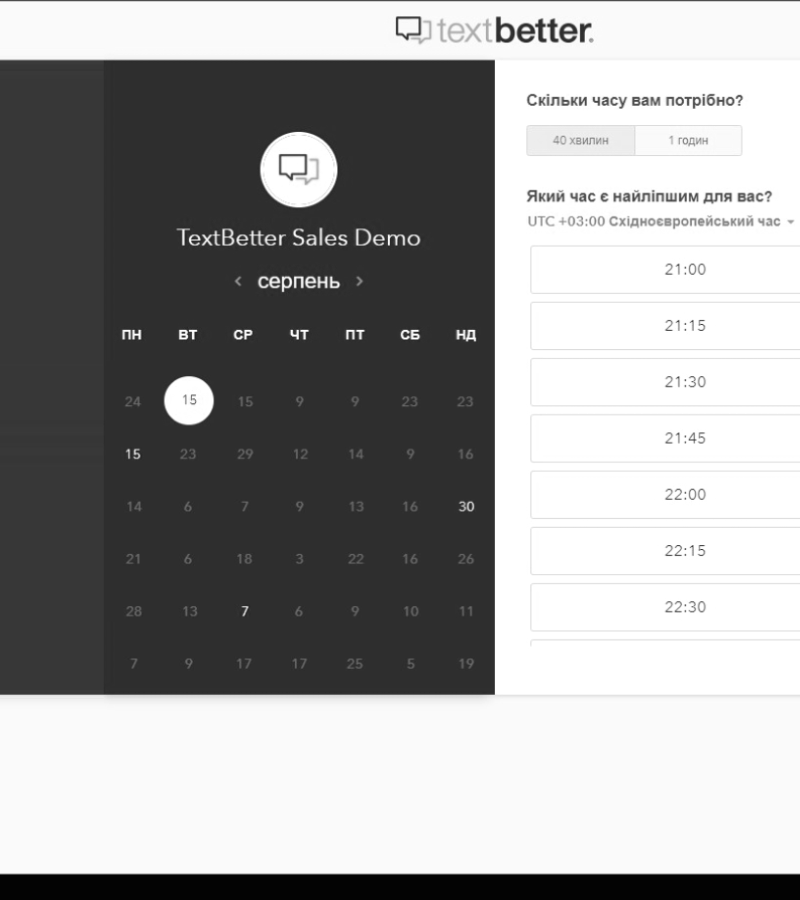 textbetter.
TextBetter Sales Demo
< серпень >
ПН ВТ СР ЧТ ПТ СБ НД
24 15 15 9 9 23 23
15 23 29 12 14 9 16
14 6 7 9 13 16 30
21 6 18 3 22 16 26
28 13 7 6 9 10 11
7 9 17 17 25 5 19
Скільки часу вам потрібно?
40 хвилин 1 годин
Який час є найліпшим для вас?
UTC +03:00 Східноєвропейський час
21:00
21:15
21:30
21:45
22:00
22:15
22:30